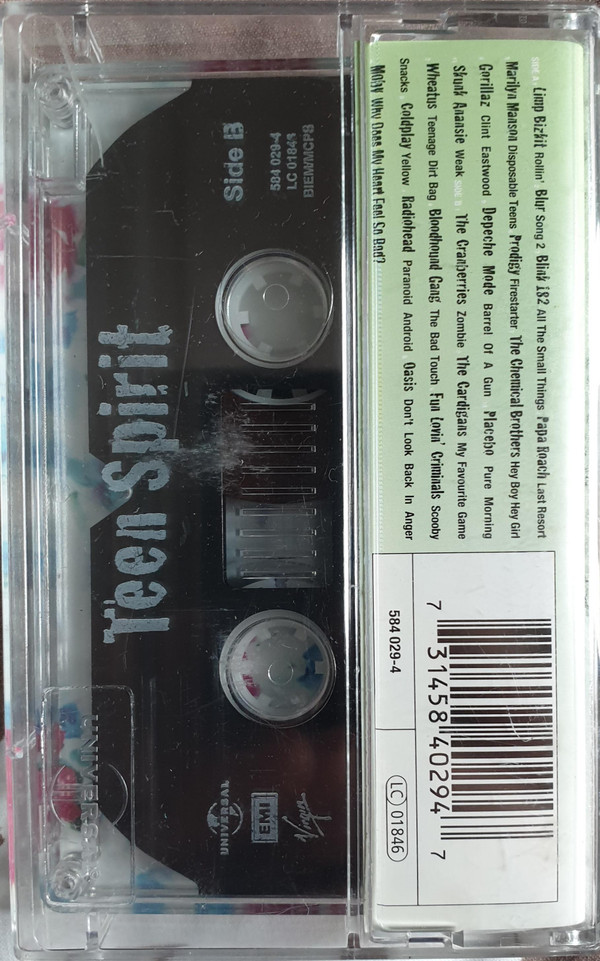 SIDE A Limp Bizkit Rollin' Blur Song 2 Blink 182 All The Small Things Papa Roach Last Resort
Marilyn Manson Disposable Teens Prodigy Firestarter The Chemical Brothers Hey Boy Hey Girl
Gorillaz Clint Eastwood Depeche Mode Barrel Of A Gun Placebo Pure Morning
Skunk Anansie Weak SIDE B The Cranberries Zombie The Cardigans My Favourite Game
Wheatus Teenage Dirt Bag Bloodhound Gang The Bad Touch Fun Lovin' Criminals Scooby
Snacks Coldplay Yellow Radiohead Paranoid Android Oasis Don't Look Back In Anger
Moby Why Does My Heart Feel So Bad?
7 31458 40294 7
584 029-4
LC 01846
Side B
584 029-4
LC 01846
BIEM/MCPS
Teen Spirit
Virgin
EMI
UNIVERSAL
UNIVERSAL